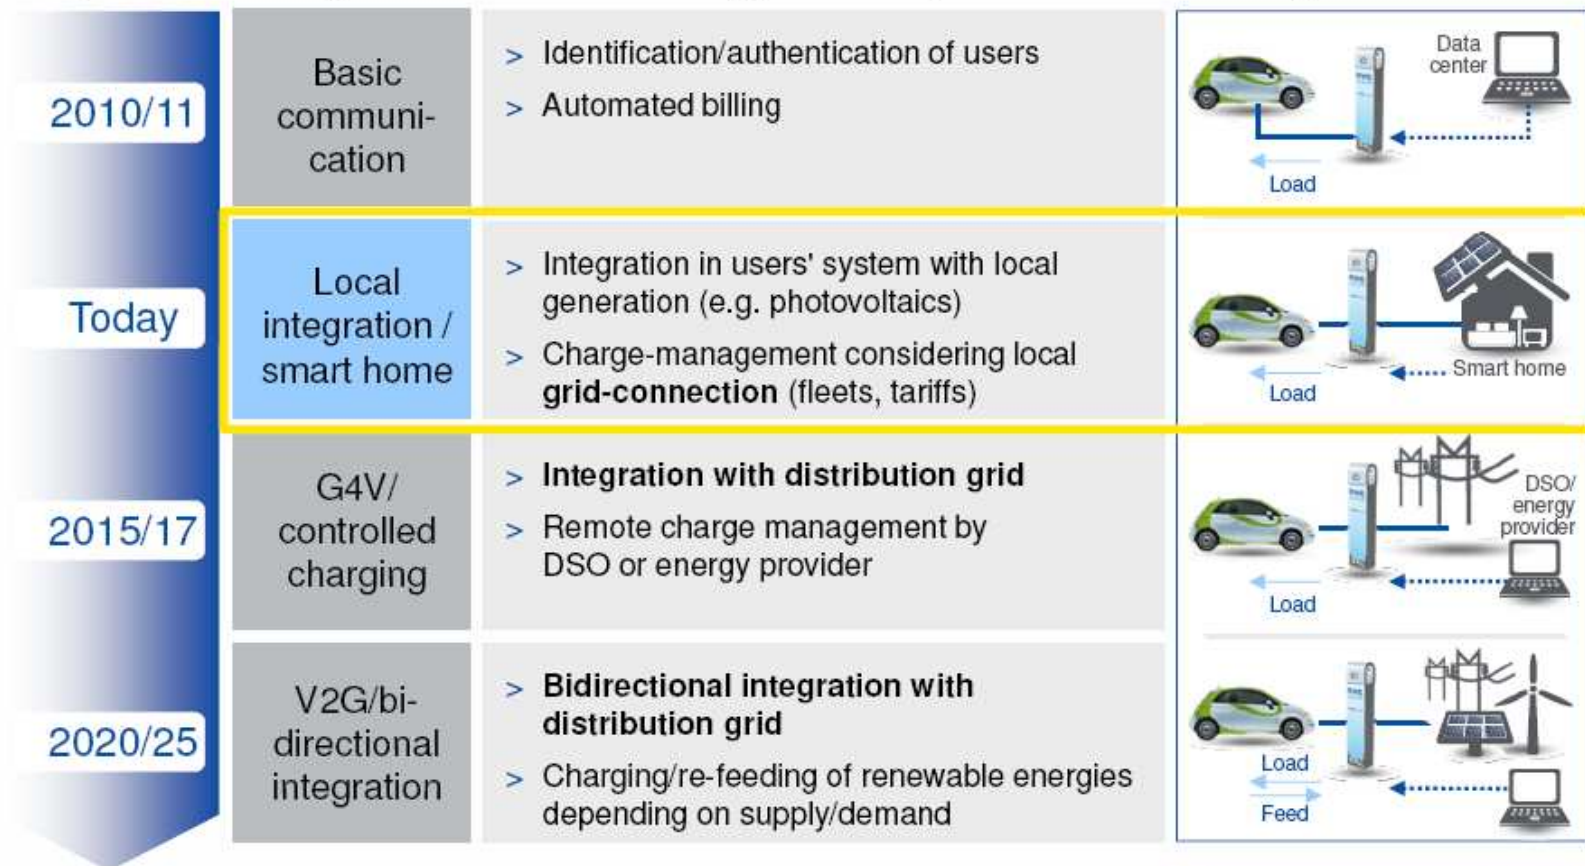 2010/11
Basic
communi-
cation
> Identification/authentication of users
> Automated billing
Data
center
Load
Today
Local
integration /
smart home
> Integration in users' system with local
generation (e.g. photovoltaics)
> Charge-management considering local
grid-connection (fleets, tariffs)
Smart home
Load
2015/17
G4V/
controlled
charging
> Integration with distribution grid
> Remote charge management by
DSO or energy provider
DSO/
energy
provider
Load
2020/25
V2G/bi-
directional
integration
> Bidirectional integration with
distribution grid
> Charging/re-feeding of renewable energies
depending on supply/demand
Load
Feed